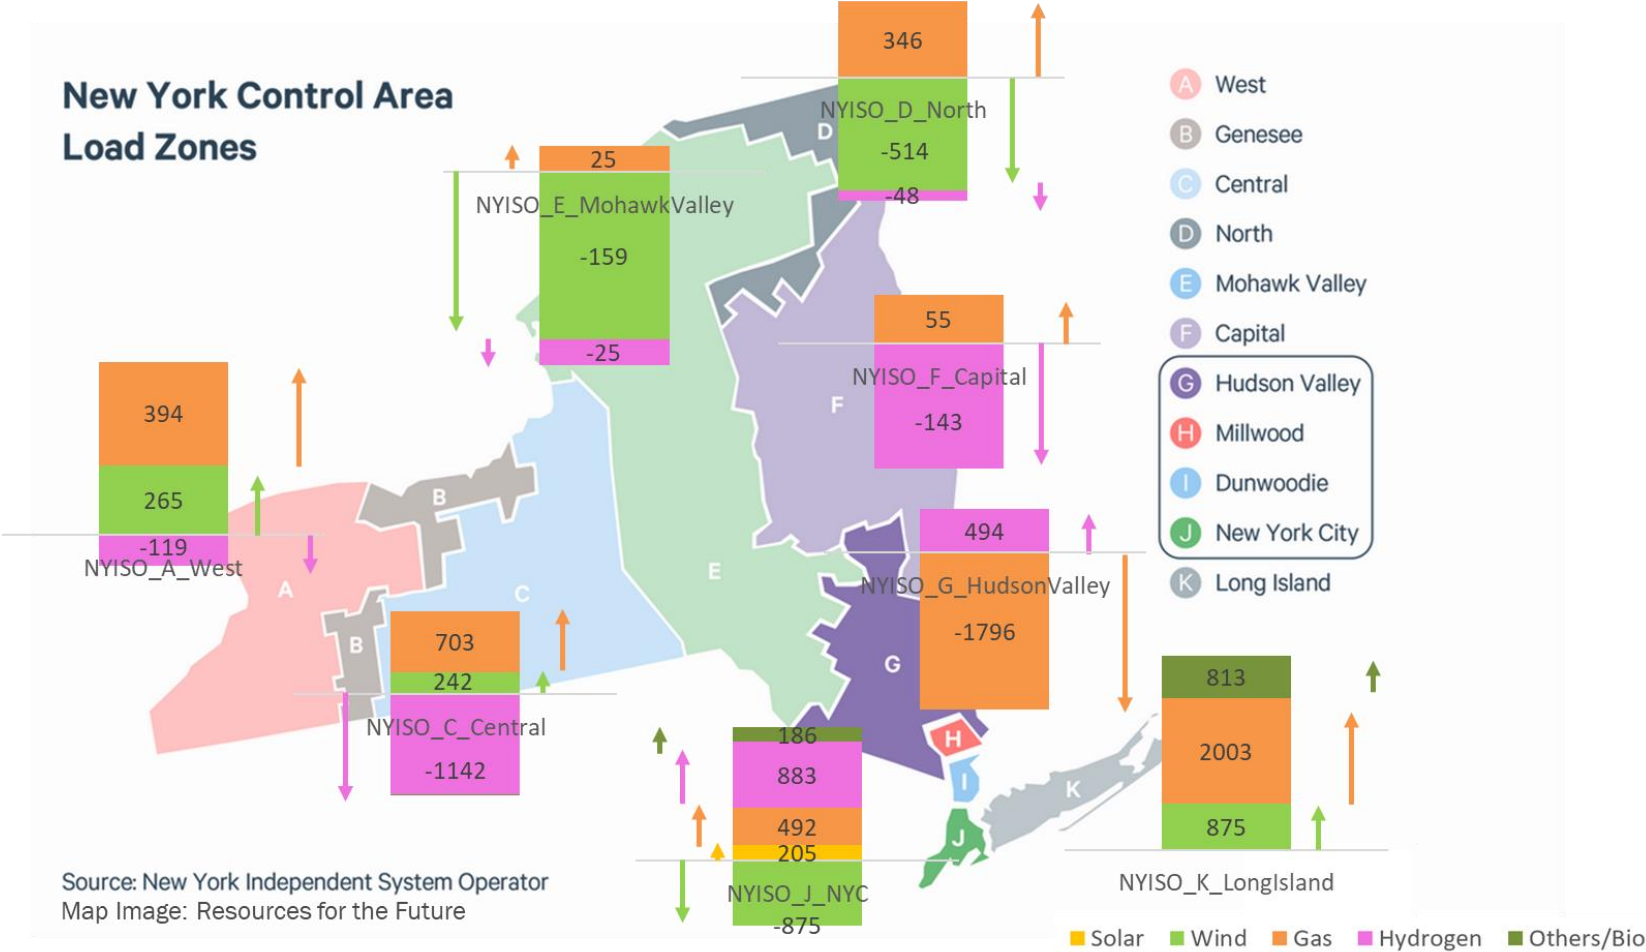 New York Control Area
Load Zones
346
NYISO_D_North
D
-514
-48
25
NYISO_E_MohawkValley
-159
-25
55
NYISO_F_Capital
F
-143
394
265
-119
NYISO_A_West
A
B
B
C
E
703
242
NYISO_C_Central
-1142
494
NYISO_G_HudsonValley
-1796
G
H
I
J
K
186
883
492
205
NYISO_J_NYC
-875
813
2003
875
NYISO_K_LongIsland
A West
B Genesee
C Central
D North
E Mohawk Valley
F Capital
G Hudson Valley
H Millwood
I Dunwoodie
J New York City
K Long Island
Source: New York Independent System Operator
Map Image: Resources for the Future
Solar Wind Gas Hydrogen Others/Bio